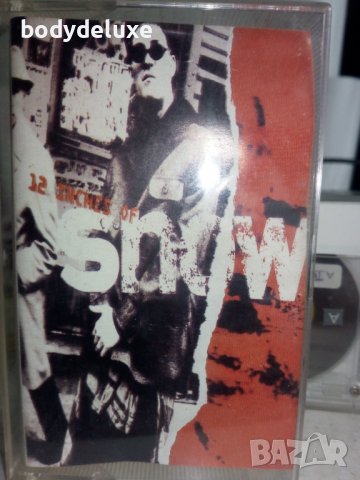 bodydeluxe
12 INCHES OF
snow
BAZAR